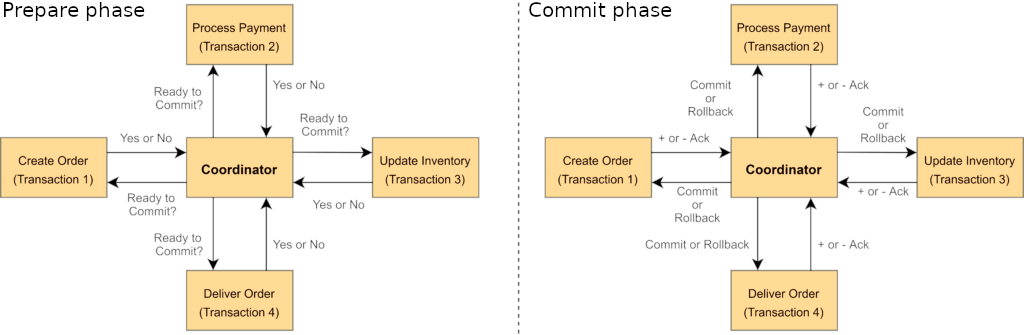 Prepare phase
Process Payment
(Transaction 2)
Ready to
Commit?
Yes or No
Yes or No
Ready to
Commit?
Create Order
(Transaction 1)
Coordinator
Update Inventory
(Transaction 3)
Ready to
Commit?
Yes or No
Ready to
Commit?
Yes or No
Deliver Order
(Transaction 4)
Commit phase
Process Payment
(Transaction 2)
Commit
or
Rollback
+ or - Ack
+ or - Ack
Commit
or
Rollback
Create Order
(Transaction 1)
Coordinator
Update Inventory
(Transaction 3)
Commit
or
Rollback
+ or - Ack
Commit or Rollback
+ or - Ack
Deliver Order
(Transaction 4)